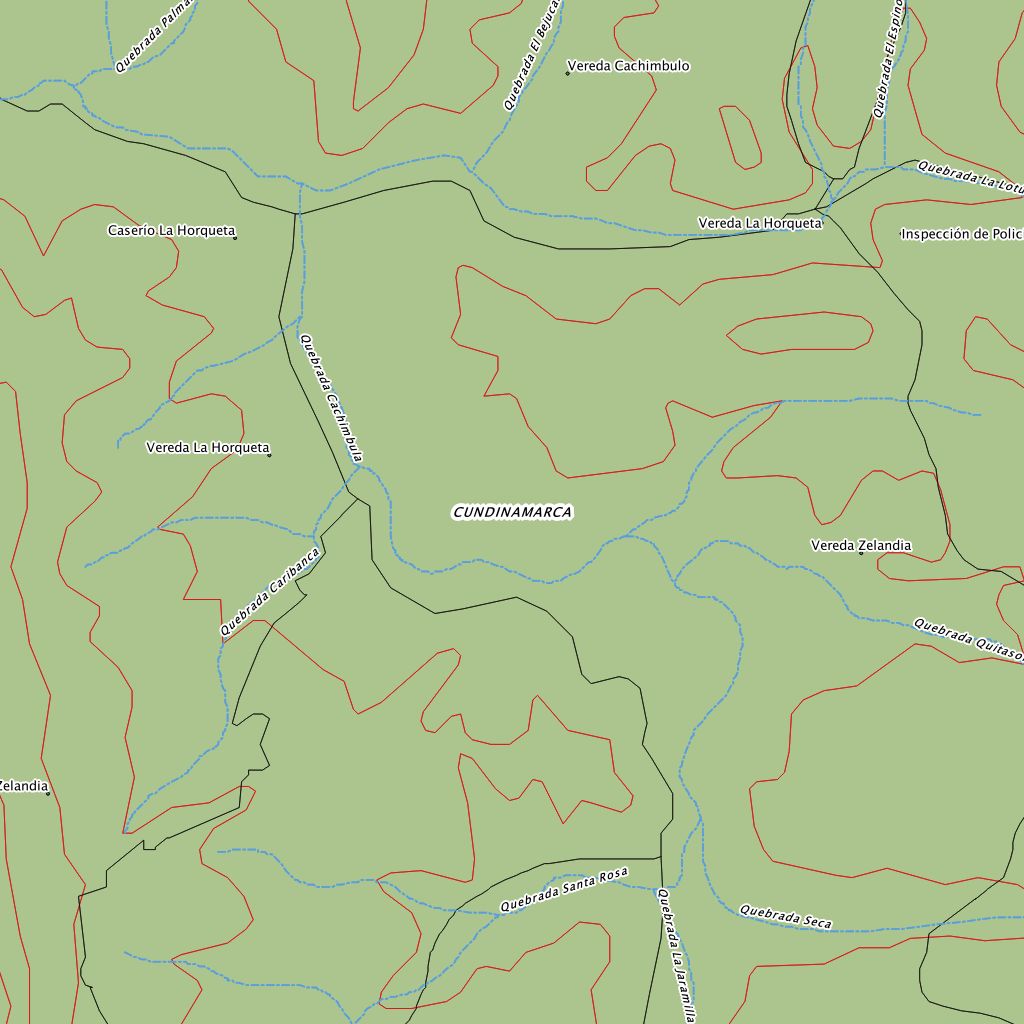 Quebrada Palma
Quebrada El Bejuca
Quebrada El Espino
Vereda Cachimbulo
Quebrada La Lotu
Vereda La Horqueta
Caserío La Horqueta
Inspección de Polic
Quebrada Cachimbula
Vereda La Horqueta
CUNDINAMARCA
Vereda Zelandia
Quebrada Caribanca
Quebrada Quitaso
Zelandia
Quebrada Santa Rosa
Quebrada Seca
Quebrada La Jaramilla